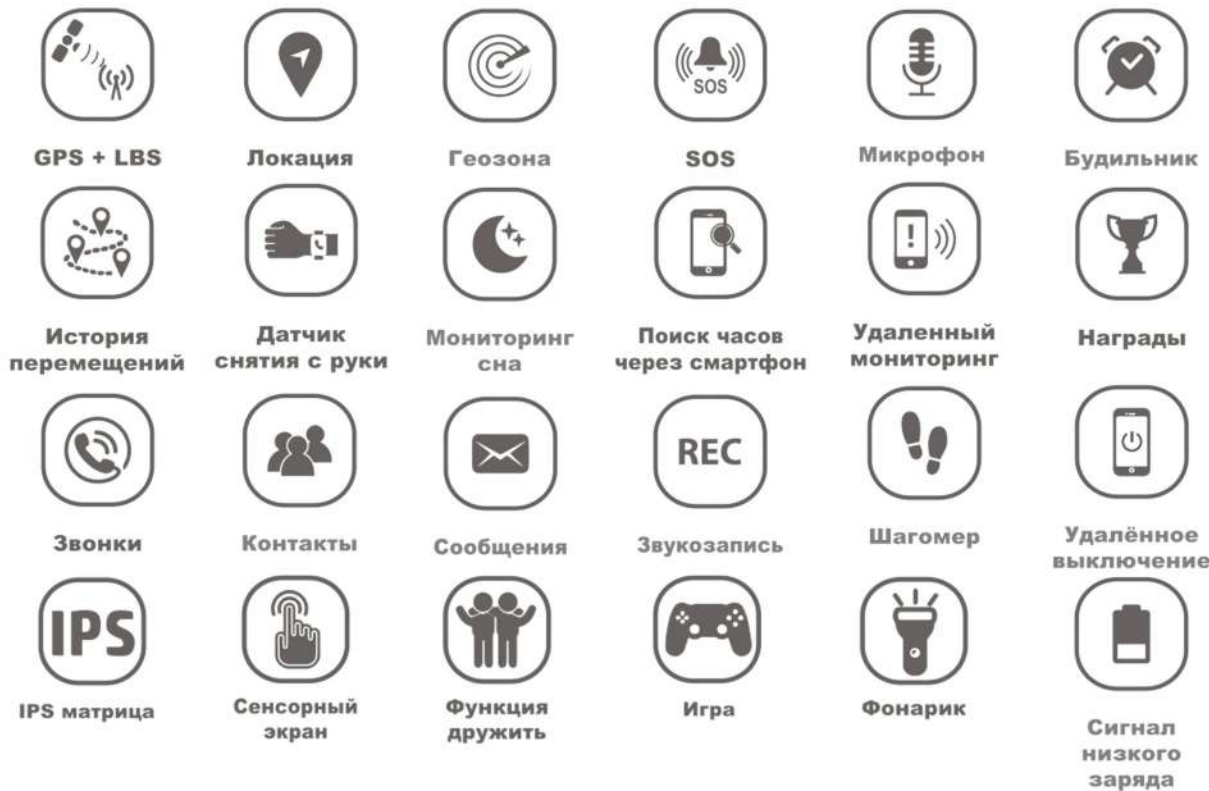 SOS
GPS + LBS
Локация
Геозона
SOS
Микрофон
Будильник
История
перемещений
Датчик
снятия с руки
Мониторинг
сна
Поиск часов
через смартфон
Удаленный
мониторинг
Награды
REC
Звонки
Контакты
Сообщения
Звукозапись
Шагомер
Удалённое
выключение
IPS
IPS матрица
Сенсорный
экран
Функция
дружить
Игра
Фонарик
Сигнал
низкого
заряда